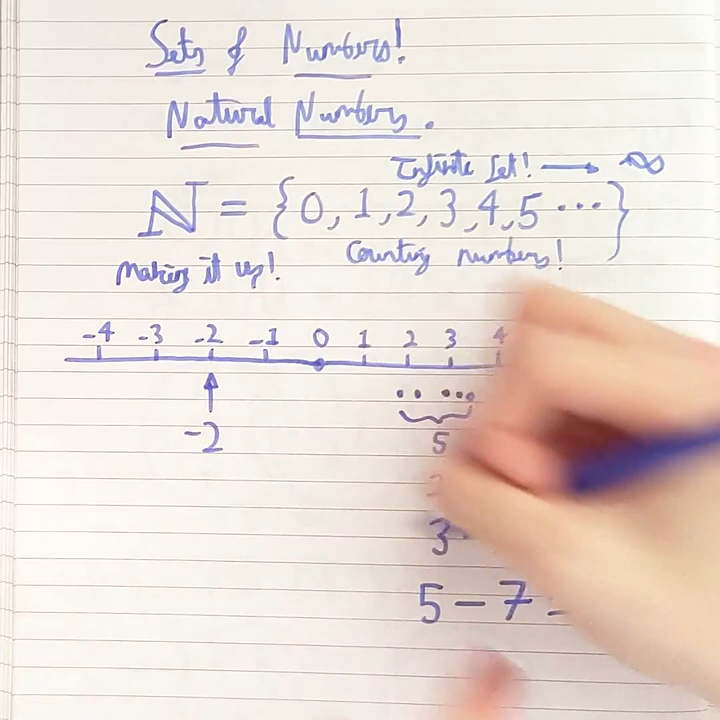 Sets of Numbers!
Natural Numbers.
Infinite Set! → ∞
ℕ = {0, 1, 2, 3, 4, 5 ··· }
Making it up! Counting numbers!
-4 -3 -2 -1 0 1 2 3 4
-2
5
3
5 - 7 =